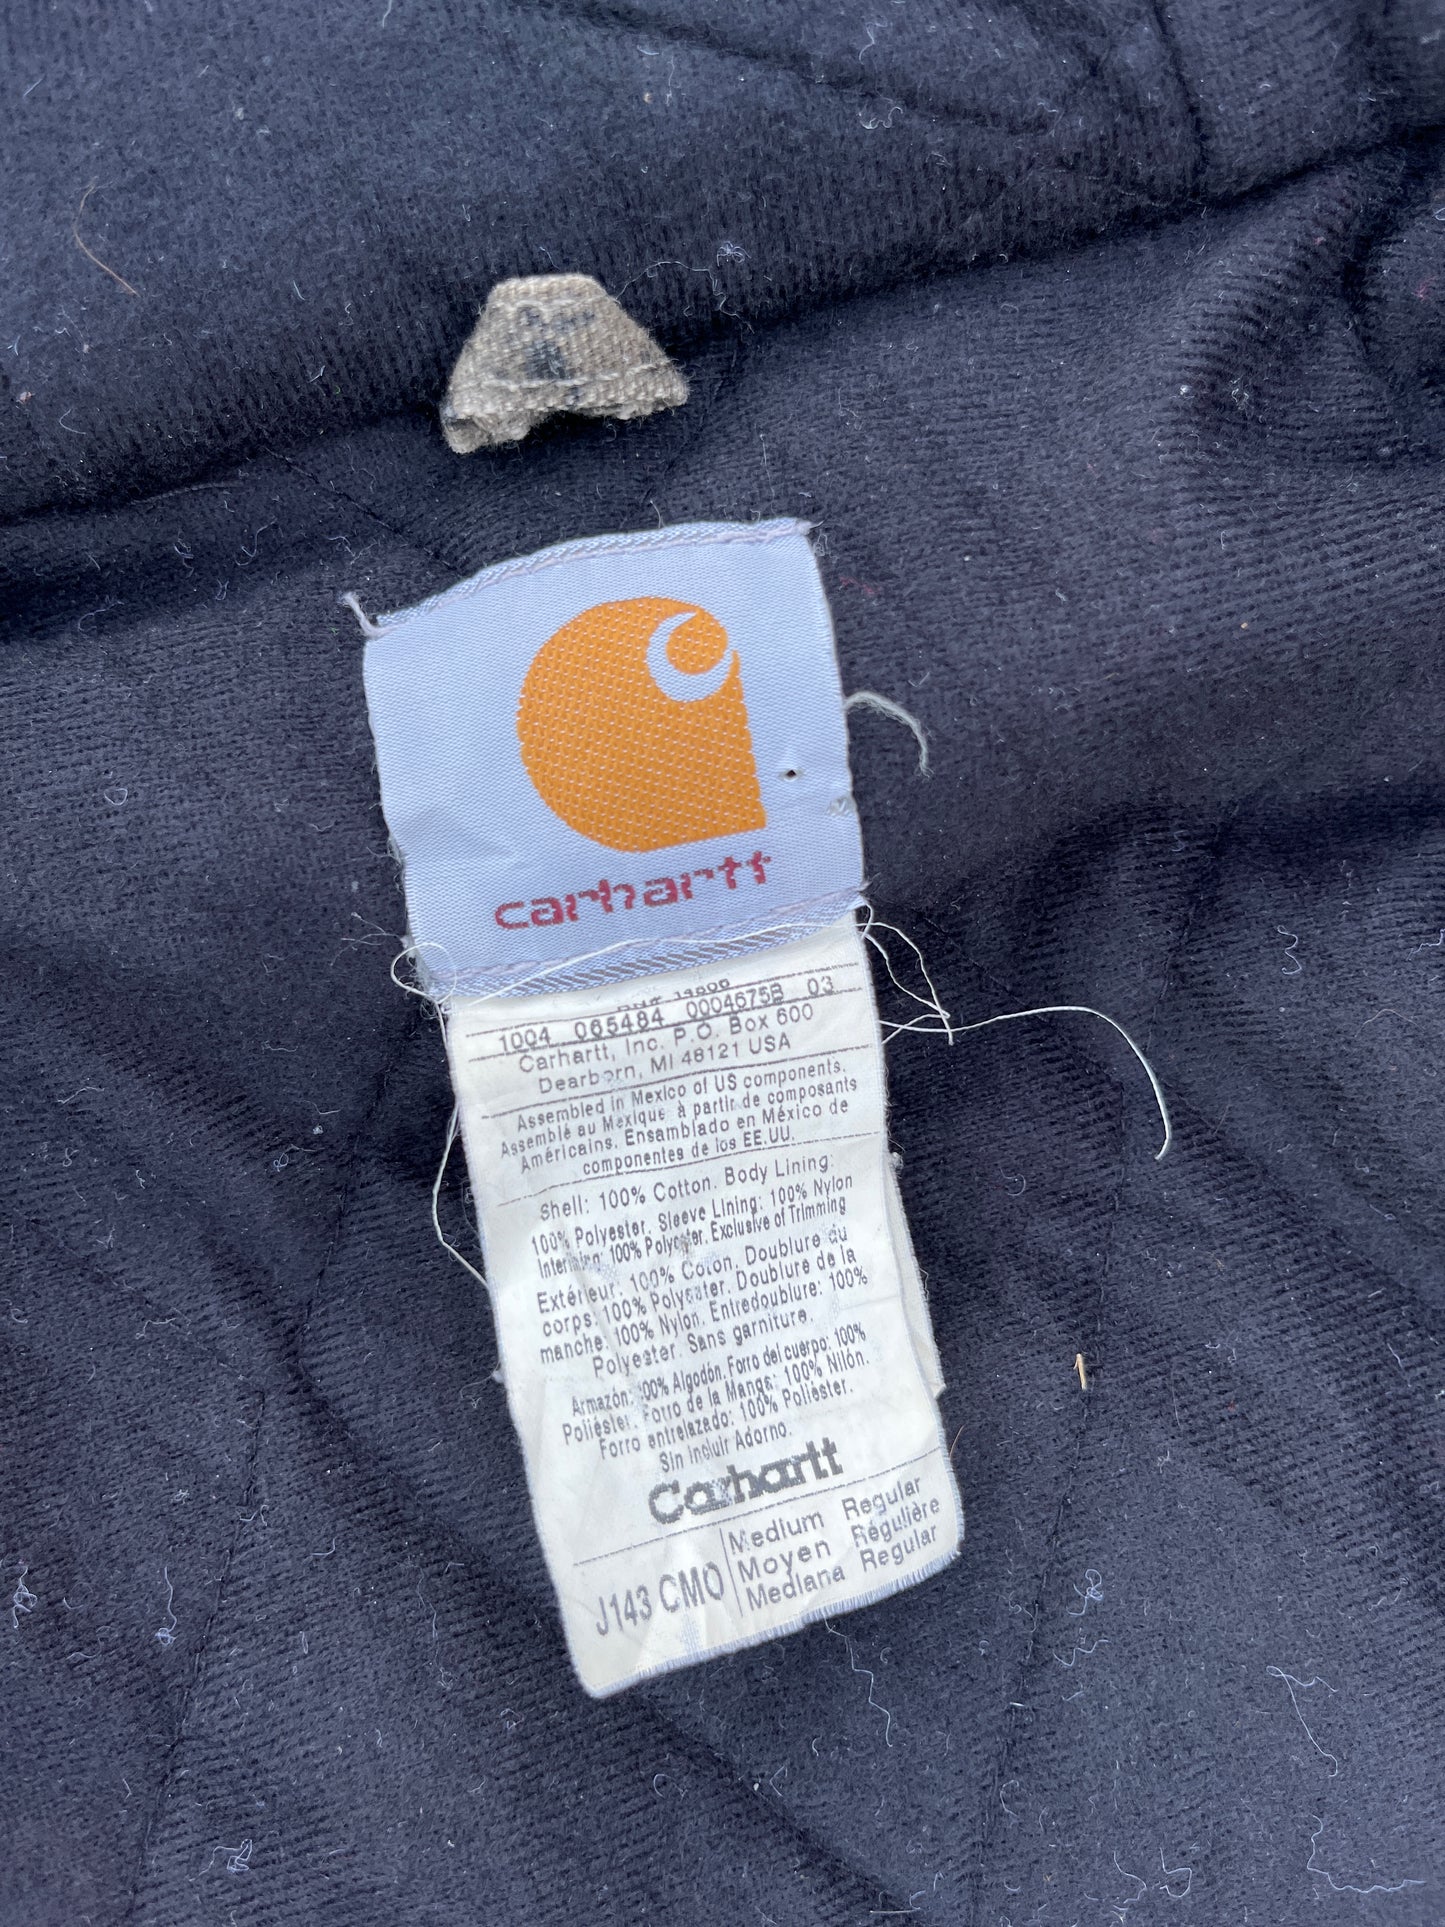 carhartt
1004 065484 0004675B 03
Carhartt, Inc. P.O. Box 600
Dearborn, MI 48121 USA
Assembled in Mexico of US components.
Assemblé au Mexique à partir de composants
Américains. Ensamblado en México de
componentes de los EE.UU.
Shell: 100% Cotton. Body Lining:
100% Polyester. Sleeve Lining: 100% Nylon
Interlining: 100% Polyester. Exclusive of Trimming
Extérieur: 100% Coton. Doublure du
corps: 100% Polyester. Doublure de la
manche: 100% Nylon. Entredoublure: 100%
Polyester. Sans garniture.
Armazón: 100% Algodón. Forro del cuerpo: 100%
Poliéster. Forro de la Manga: 100% Nilón.
Forro entrelazado: 100% Poliéster.
Sin incluir Adorno.
Carhartt
J143 CMO
Medium Regular
Moyen Régulière
Mediana Regular